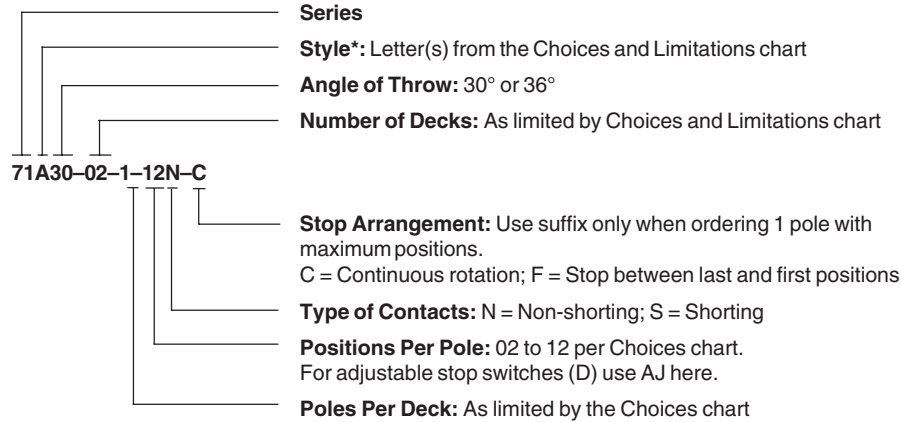 Series
Style*: Letter(s) from the Choices and Limitations chart
Angle of Throw: 30° or 36°
Number of Decks: As limited by Choices and Limitations chart
71A30–02–1–12N–C
Stop Arrangement: Use suffix only when ordering 1 pole with
maximum positions.
C = Continuous rotation; F = Stop between last and first positions
Type of Contacts: N = Non-shorting; S = Shorting
Positions Per Pole: 02 to 12 per Choices chart.
For adjustable stop switches (D) use AJ here.
Poles Per Deck: As limited by the Choices chart